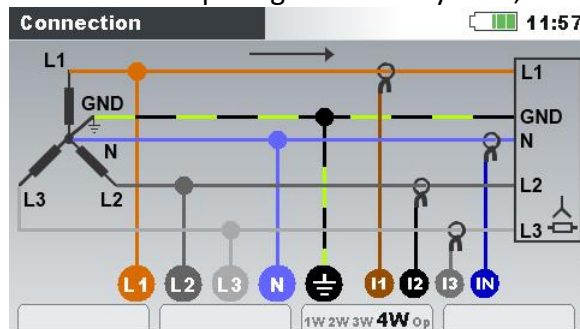 Connection 11:57
L1 L1
GND GND
N N
L3 L2 L2
L3
L1 L2 L3 N I1 I2 I3 IN
1W 2W 3W 4W Op